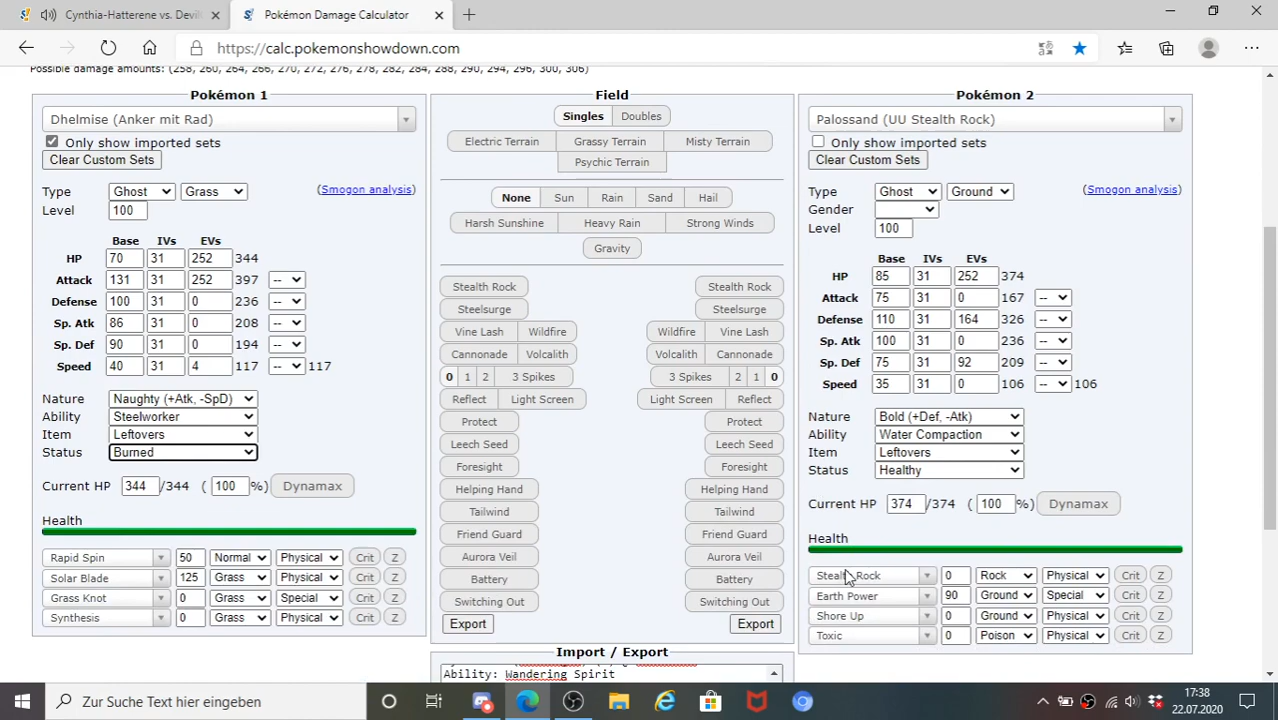 Cynthia-Hatterene vs. Devil
Pokémon Damage Calculator
https://calc.pokemonshowdown.com
Possible damage amounts: (258, 260, 264, 266, 270, 272, 276, 278, 282, 284, 288, 290, 294, 296, 300, 306)
Pokémon 1
Dhelmise (Anker mit Rad)
Only show imported sets
Clear Custom Sets
Type Ghost Grass (Smogon analysis)
Level 100
Base IVs EVs
HP 70 31 252 344
Attack 131 31 252 397 --
Defense 100 31 0 236 --
Sp. Atk 86 31 0 208 --
Sp. Def 90 31 0 194 --
Speed 40 31 4 117 -- 117
Nature Naughty (+Atk, -SpD)
Ability Steelworker
Item Leftovers
Status Burned
Current HP 344 /344 ( 100 %) Dynamax
Health
Rapid Spin 50 Normal Physical Crit Z
Solar Blade 125 Grass Physical Crit Z
Grass Knot 0 Grass Special Crit Z
Synthesis 0 Grass Physical Crit Z
Field
Singles Doubles
Electric Terrain Grassy Terrain Misty Terrain
Psychic Terrain
None Sun Rain Sand Hail
Harsh Sunshine Heavy Rain Strong Winds
Gravity
Stealth Rock Stealth Rock
Steelsurge Steelsurge
Vine Lash Wildfire Wildfire Vine Lash
Cannonade Volcalith Volcalith Cannonade
0 1 2 3 Spikes 3 Spikes 2 1 0
Reflect Light Screen Light Screen Reflect
Protect Protect
Leech Seed Leech Seed
Foresight Foresight
Helping Hand Helping Hand
Tailwind Tailwind
Friend Guard Friend Guard
Aurora Veil Aurora Veil
Battery Battery
Switching Out Switching Out
Export Export
Import / Export
Ability: Wandering Spirit
Pokémon 2
Palossand (UU Stealth Rock)
Only show imported sets
Clear Custom Sets
Type Ghost Ground (Smogon analysis)
Gender
Level 100
Base IVs EVs
HP 85 31 252 374
Attack 75 31 0 167 --
Defense 110 31 164 326 --
Sp. Atk 100 31 0 236 --
Sp. Def 75 31 92 209 --
Speed 35 31 0 106 -- 106
Nature Bold (+Def, -Atk)
Ability Water Compaction
Item Leftovers
Status Healthy
Current HP 374 /374 ( 100 %) Dynamax
Health
Stealth Rock 0 Rock Physical Crit Z
Earth Power 90 Ground Special Crit Z
Shore Up 0 Ground Physical Crit Z
Toxic 0 Poison Physical Crit Z
Zur Suche Text hier eingeben
17:38
22.07.2020